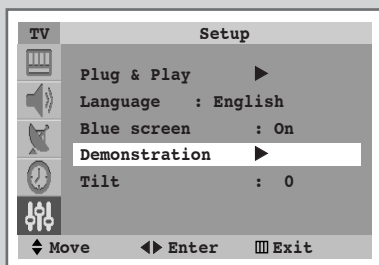 TV Setup
Plug & Play ▶
Language : English
Blue screen : On
Demonstration ▶
Tilt : 0
Move Enter Exit